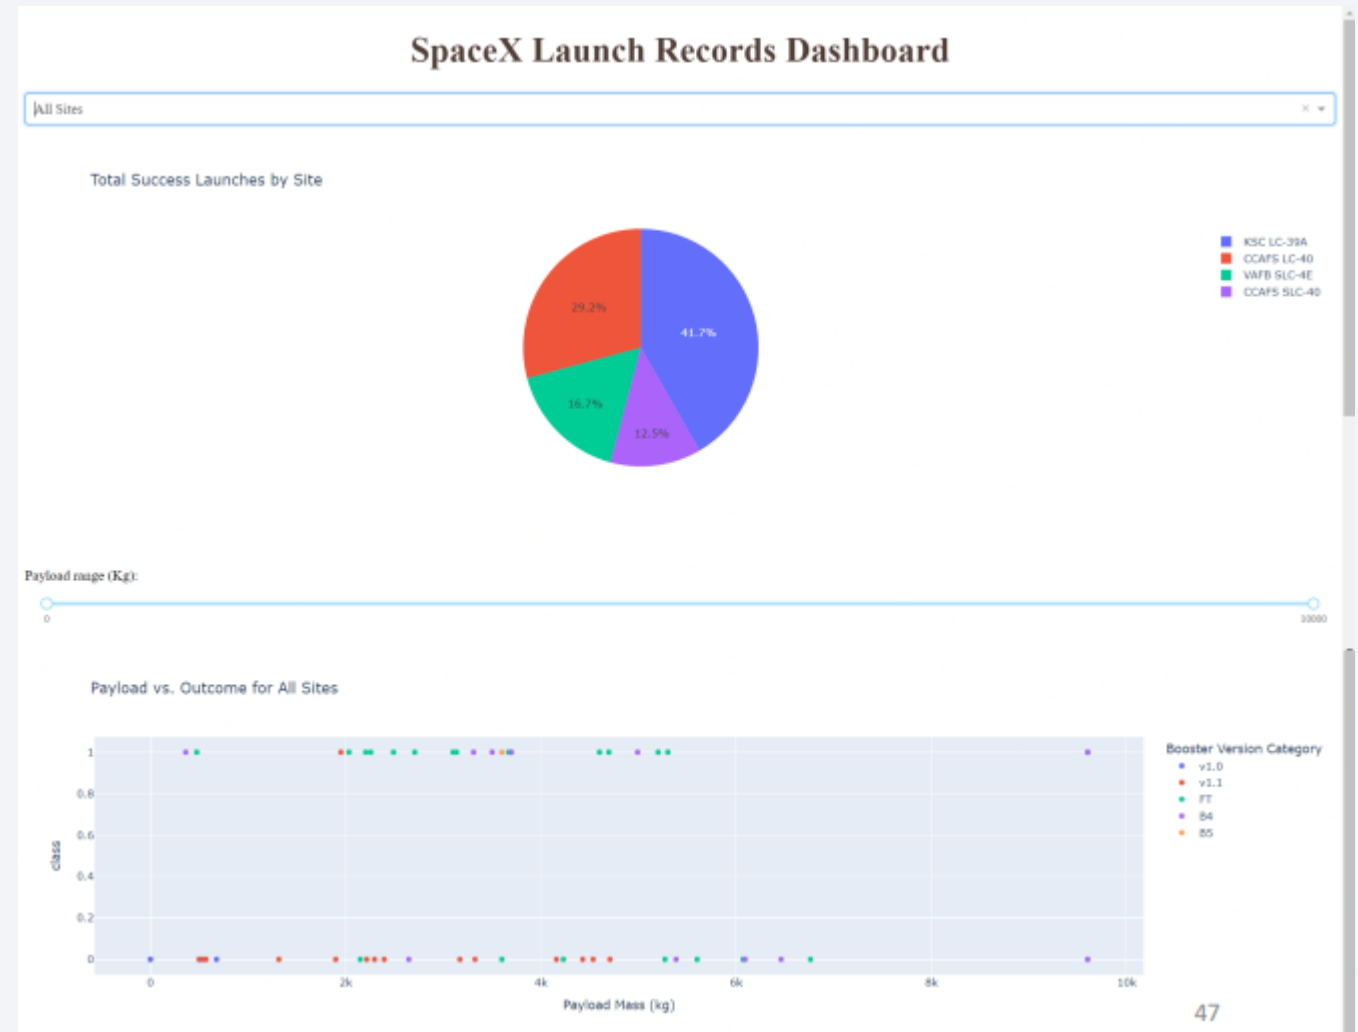 SpaceX Launch Records Dashboard
All Sites
Total Success Launches by Site
KSC LC-39A
CCAFS LC-40
VAFB SLC-4E
CCAFS SLC-40
29.2%
41.7%
16.7%
12.5%
Payload range (Kg):
0
10000
Payload vs. Outcome for All Sites
Booster Version Category
v1.0
v1.1
FT
B4
B5
class
1
0.8
0.6
0.4
0.2
0
0
2k
4k
6k
8k
10k
Payload Mass (kg)
47